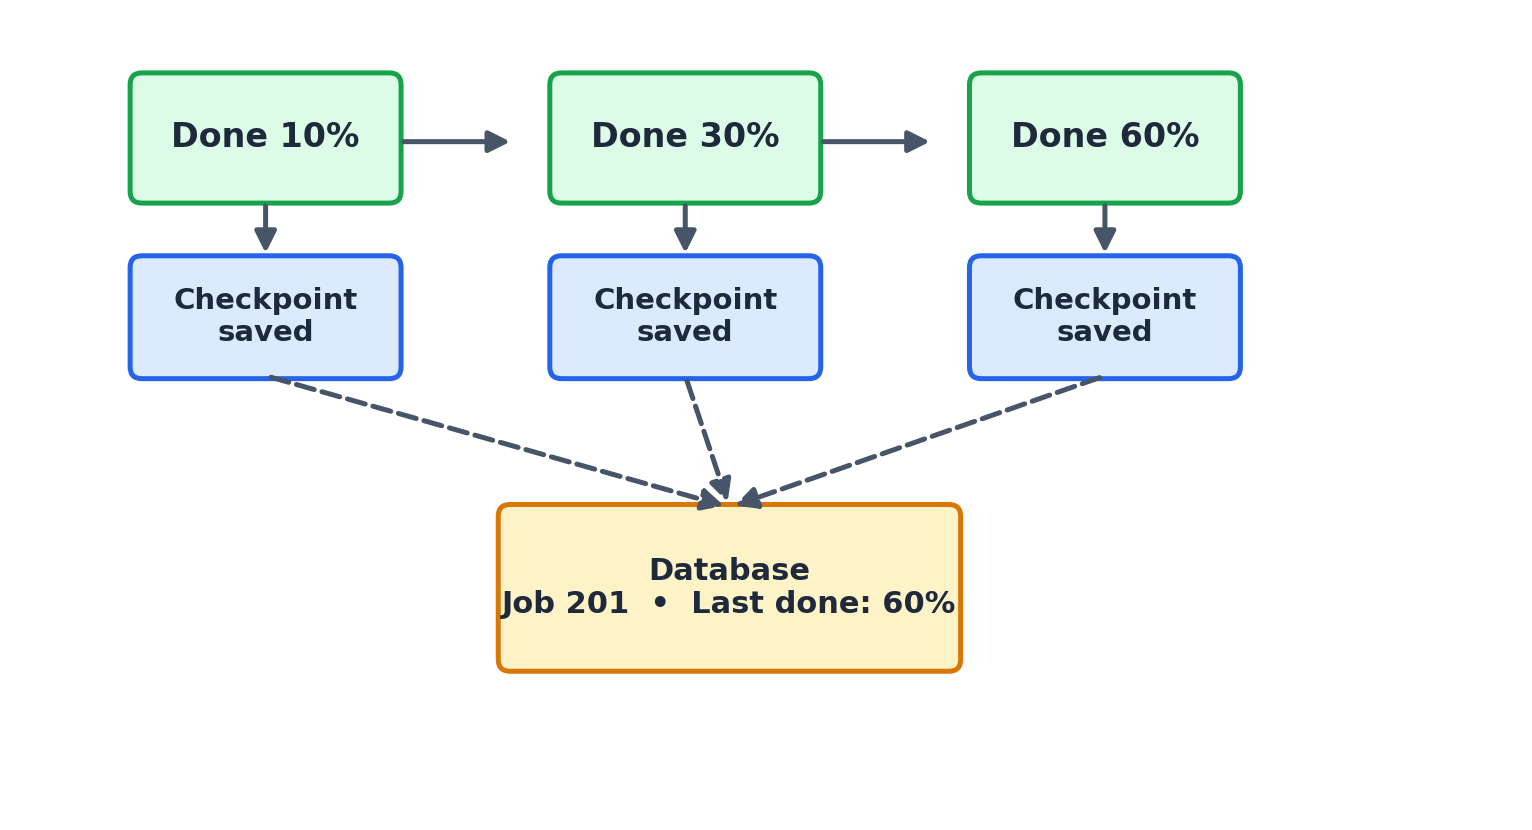 Done 10%
Done 30%
Done 60%
Checkpoint
saved
Checkpoint
saved
Checkpoint
saved
Database
Job 201 • Last done: 60%